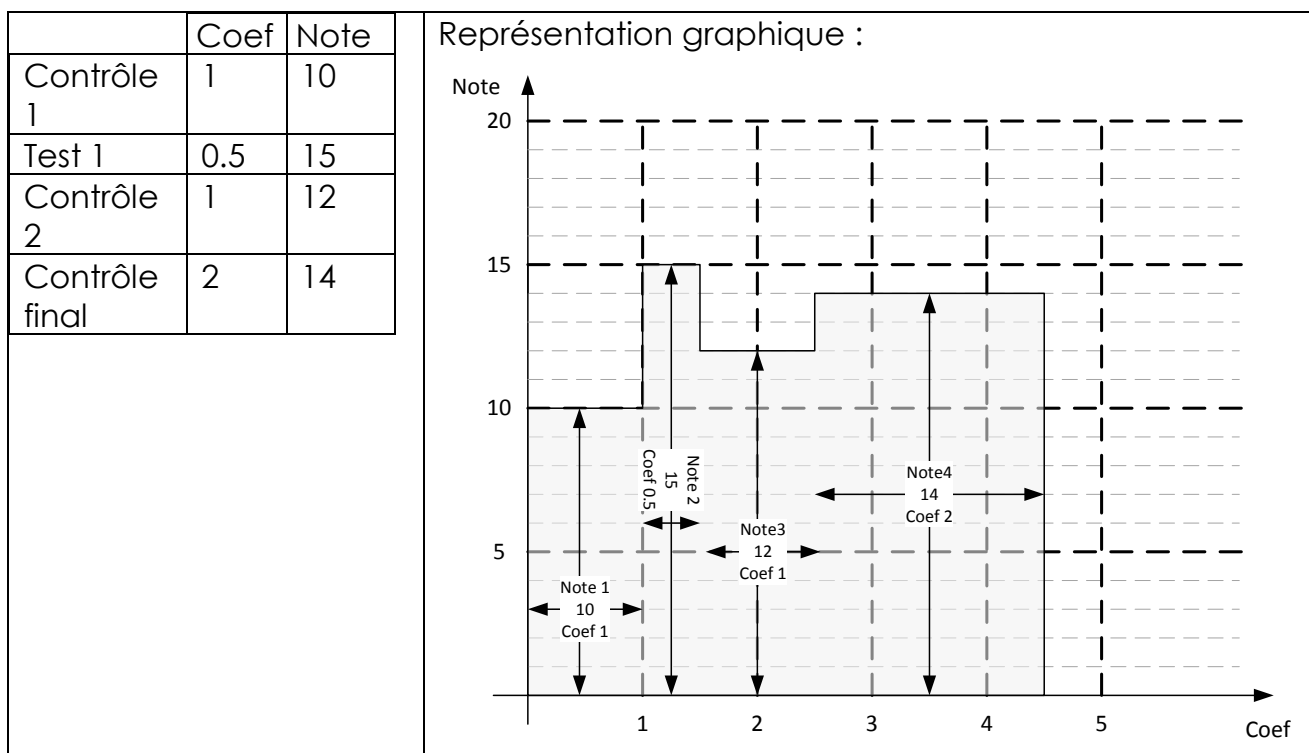 Coef Note
Contrôle 1 10
1
Test 1 0.5 15
Contrôle 1 12
2
Contrôle 2 14
final
Représentation graphique :
Note
20
15
10
5
Note 1
10
Coef 1
Note 2
15
Coef 0.5
Note3
12
Coef 1
Note4
14
Coef 2
1 2 3 4 5
Coef